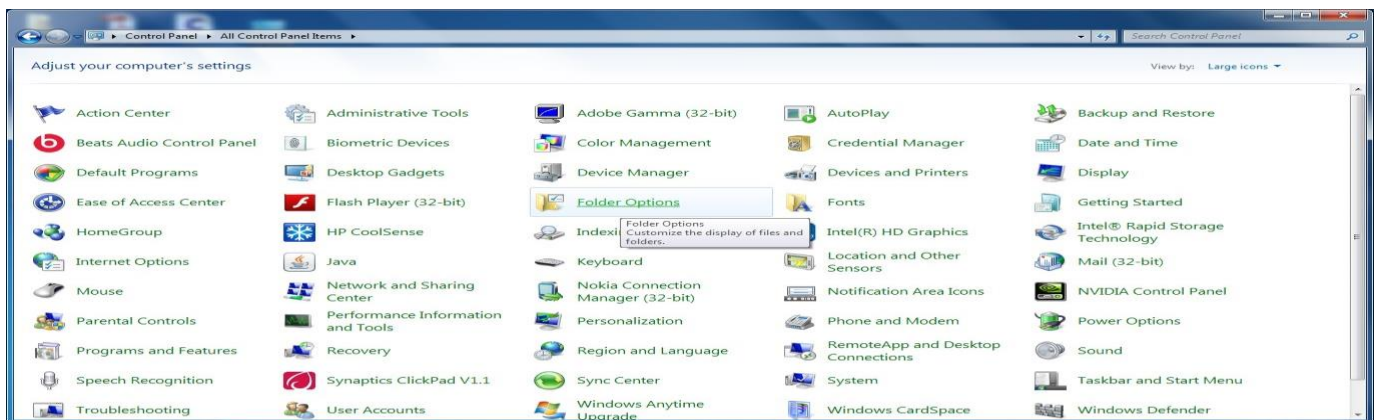 Control Panel ▸ All Control Panel Items ▸
Search Control Panel
Adjust your computer's settings
View by: Large icons
Action Center
Administrative Tools
Adobe Gamma (32-bit)
AutoPlay
Backup and Restore
Beats Audio Control Panel
Biometric Devices
Color Management
Credential Manager
Date and Time
Default Programs
Desktop Gadgets
Device Manager
Devices and Printers
Display
Ease of Access Center
Flash Player (32-bit)
Folder Options
Fonts
Getting Started
Folder Options
Customize the display of files and
folders.
HomeGroup
HP CoolSense
Indexi
Intel(R) HD Graphics
Intel® Rapid Storage
Technology
Internet Options
Java
Keyboard
Location and Other
Sensors
Mail (32-bit)
Mouse
Network and Sharing
Center
Nokia Connection
Manager (32-bit)
Notification Area Icons
NVIDIA Control Panel
Parental Controls
Performance Information
and Tools
Personalization
Phone and Modem
Power Options
Programs and Features
Recovery
Region and Language
RemoteApp and Desktop
Connections
Sound
Speech Recognition
Synaptics ClickPad V1.1
Sync Center
System
Taskbar and Start Menu
Troubleshooting
User Accounts
Windows Anytime
Upgrade
Windows CardSpace
Windows Defender